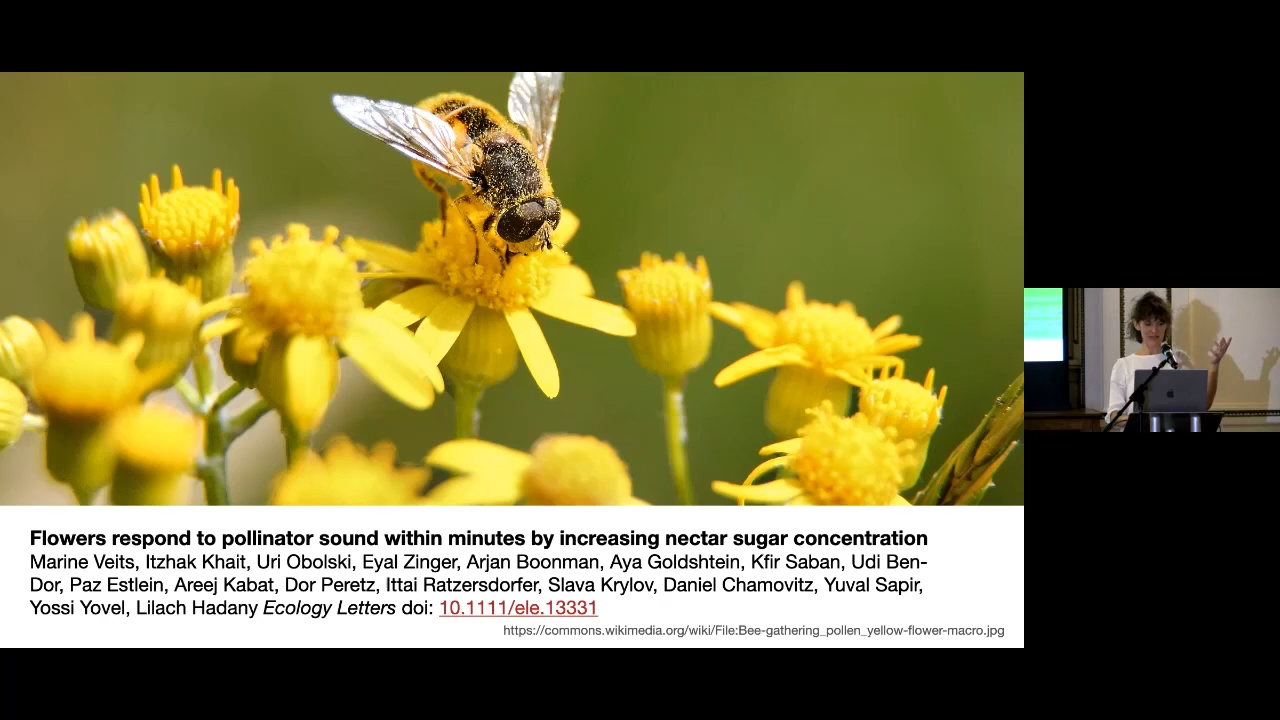 Flowers respond to pollinator sound within minutes by increasing nectar sugar concentration
Marine Veits, Itzhak Khait, Uri Obolski, Eyal Zinger, Arjan Boonman, Aya Goldshtein, Kfir Saban, Udi Ben-
Dor, Paz Estlein, Areej Kabat, Dor Peretz, Ittai Ratzersdorfer, Slava Krylov, Daniel Chamovitz, Yuval Sapir,
Yossi Yovel, Lilach Hadany Ecology Letters doi: 10.1111/ele.13331
https://commons.wikimedia.org/wiki/File:Bee-gathering_pollen_yellow-flower-macro.jpg